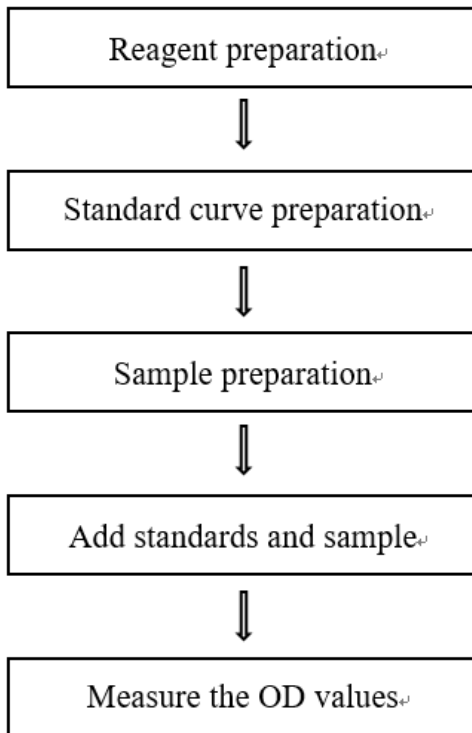 Reagent preparation
Standard curve preparation
Sample preparation
Add standards and sample
Measure the OD values